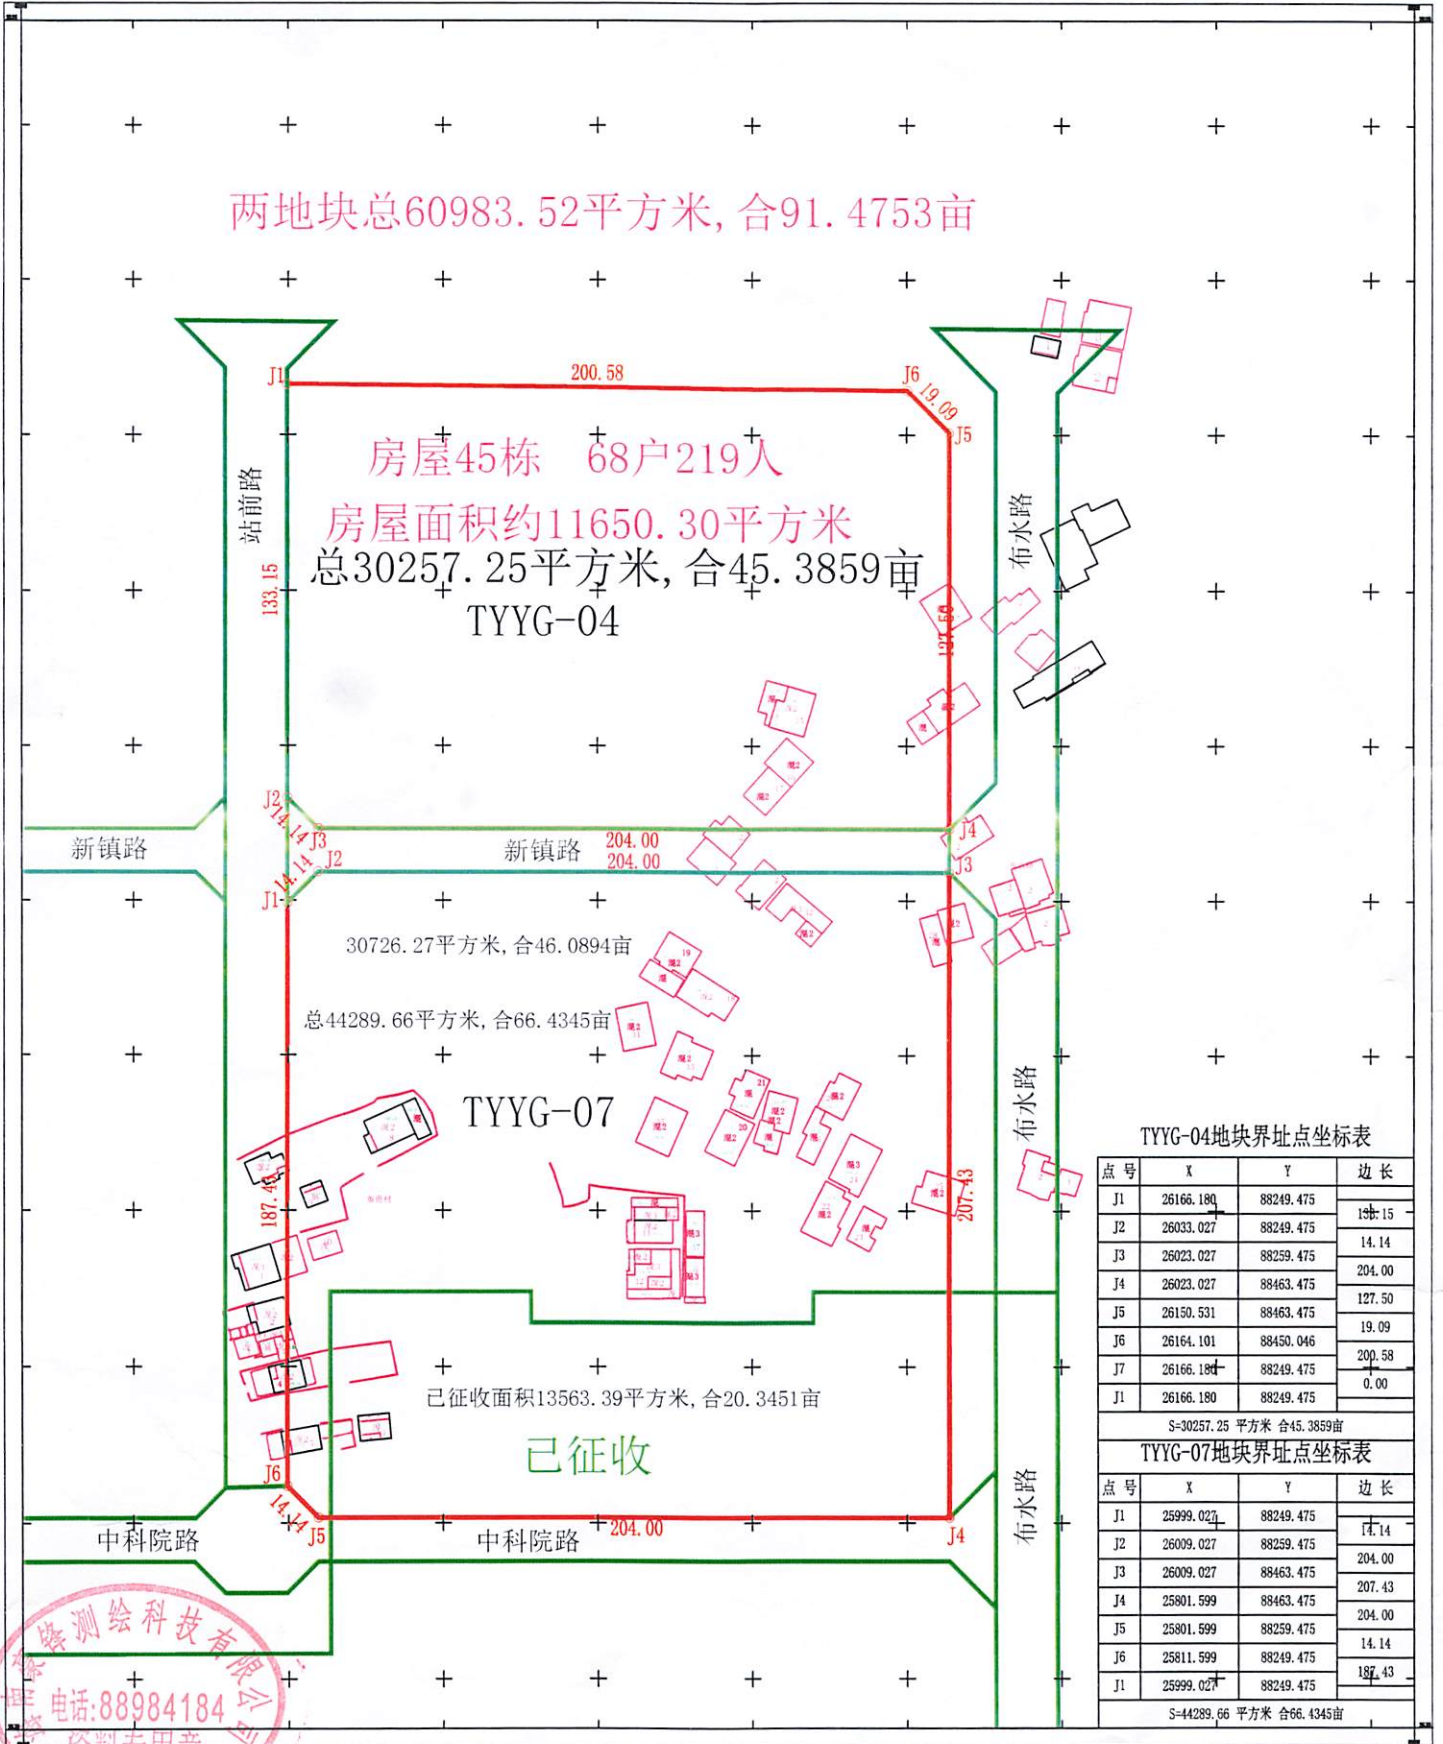 两地块总60983.52平方米,合91.4753亩
J1
200.58
J6
19.09
J5
房屋45栋 68户219人
房屋面积约11650.30平方米
总30257.25平方米,合45.3859亩
TYYG-04
站前路
133.15
布水路
127.50
J2
14.14
J3
204.00
J4
新镇路
新镇路
204.00
J2
14.14
J1
J3
30726.27平方米,合46.0894亩
总44289.66平方米,合66.4345亩
TYYG-07
187.43
207.43
布水路
已征收面积13563.39平方米,合20.3451亩
已征收
J6
14.14
J5
204.00
J4
中科院路
中科院路
布水路
TYYG-04地块界址点坐标表
点号 X Y 边长
J1 26166.180 88249.475
133.15
J2 26033.027 88249.475
14.14
J3 26023.027 88259.475
204.00
J4 26023.027 88463.475
127.50
J5 26150.531 88463.475
19.09
J6 26164.101 88450.046
200.58
J7 26166.180 88249.475
0.00
J1 26166.180 88249.475
S=30257.25 平方米 合45.3859亩
TYYG-07地块界址点坐标表
点号 X Y 边长
J1 25999.027 88249.475
14.14
J2 26009.027 88259.475
204.00
J3 26009.027 88463.475
207.43
J4 25801.599 88463.475
204.00
J5 25801.599 88259.475
14.14
J6 25811.599 88249.475
187.43
J1 25999.027 88249.475
S=44289.66 平方米 合66.4345亩
锋测绘科技有限公司
电话:88984184